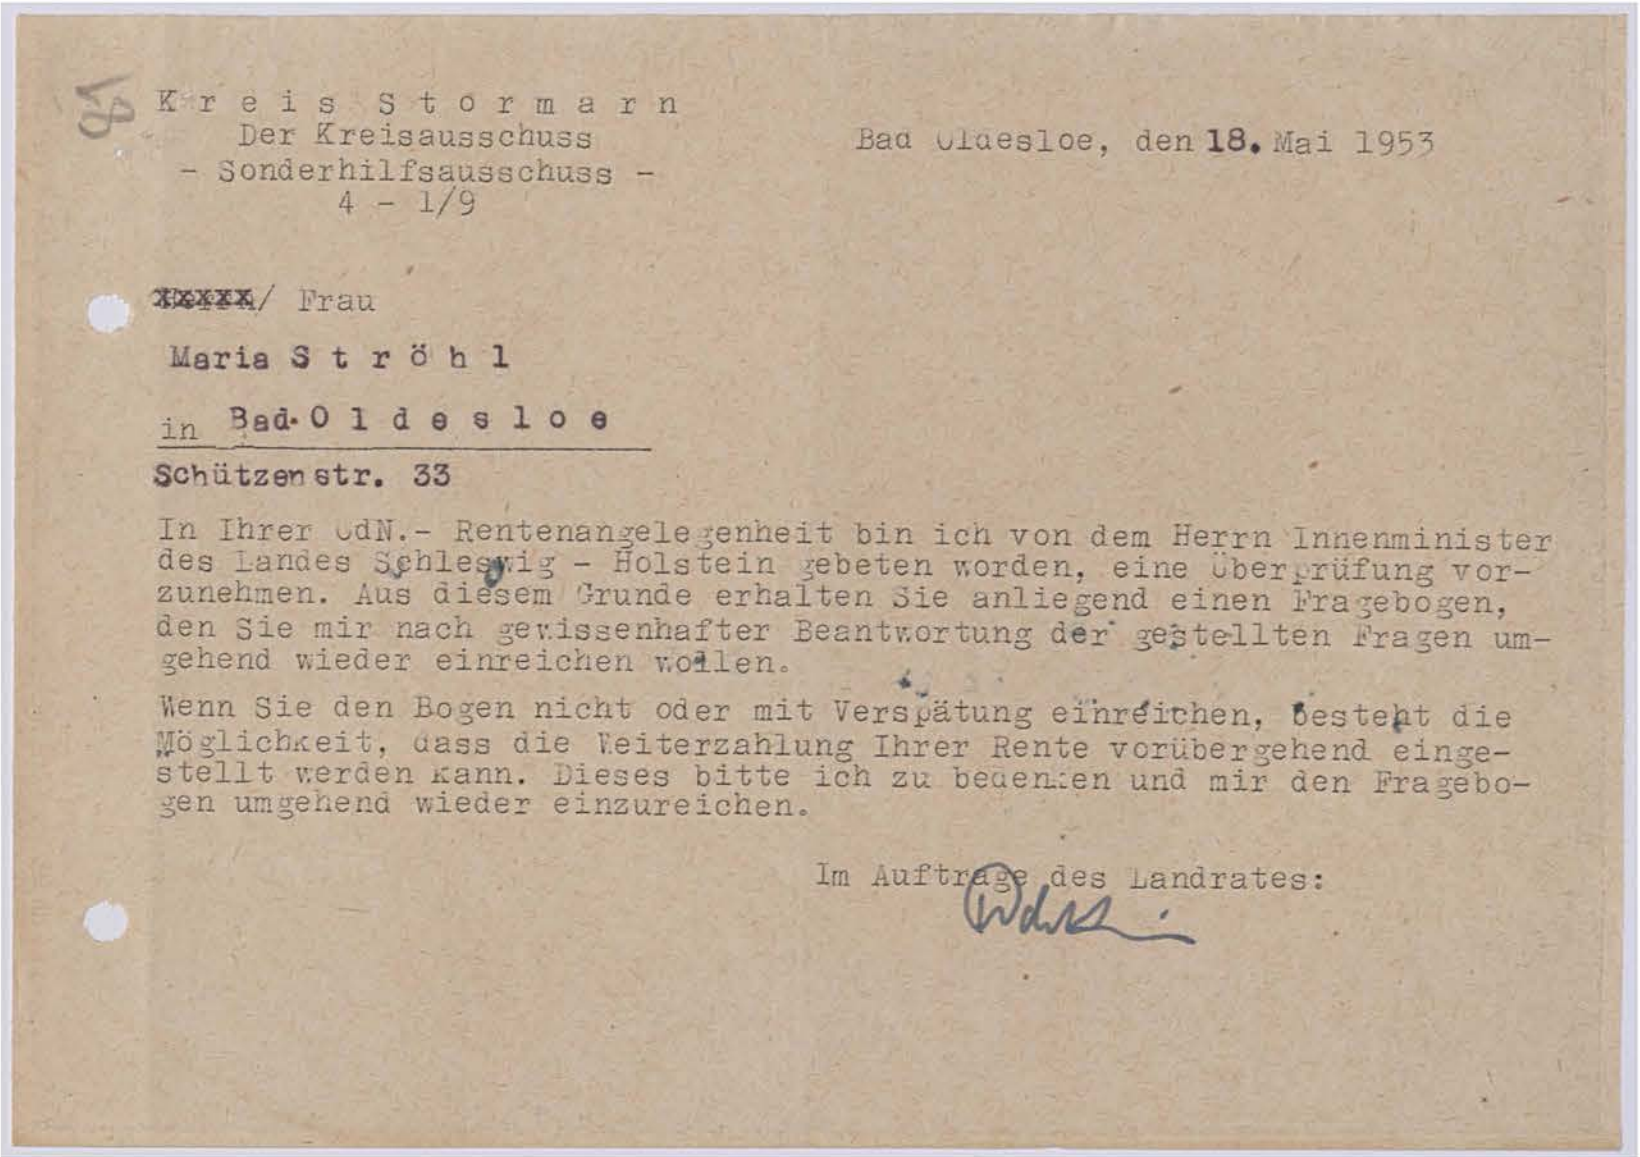 Kreis Stormarn
Der Kreisausschuss
- Sonderhilfsausschuss -
4 - 1/9
Bad Oldesloe, den 18. Mai 1953
/ Frau
Maria Ströhl
in Bad-Oldesloe
Schützenstr. 33
In Ihrer OdN.- Rentenangelegenheit bin ich von dem Herrn Innenminister
des Landes Schleswig - Holstein gebeten worden, eine Überprüfung vor-
zunehmen. Aus diesem Grunde erhalten Sie anliegend einen Fragebogen,
den Sie mir nach gewissenhafter Beantwortung der gestellten Fragen um-
gehend wieder einreichen wollen.
Wenn Sie den Bogen nicht oder mit Verspätung einreichen, besteht die
Möglichkeit, dass die Weiterzahlung Ihrer Rente vorübergehend einge-
stellt werden kann. Dieses bitte ich zu bedenken und mir den Fragebo-
gen umgehend wieder einzureichen.
Im Auftrage des Landrates: